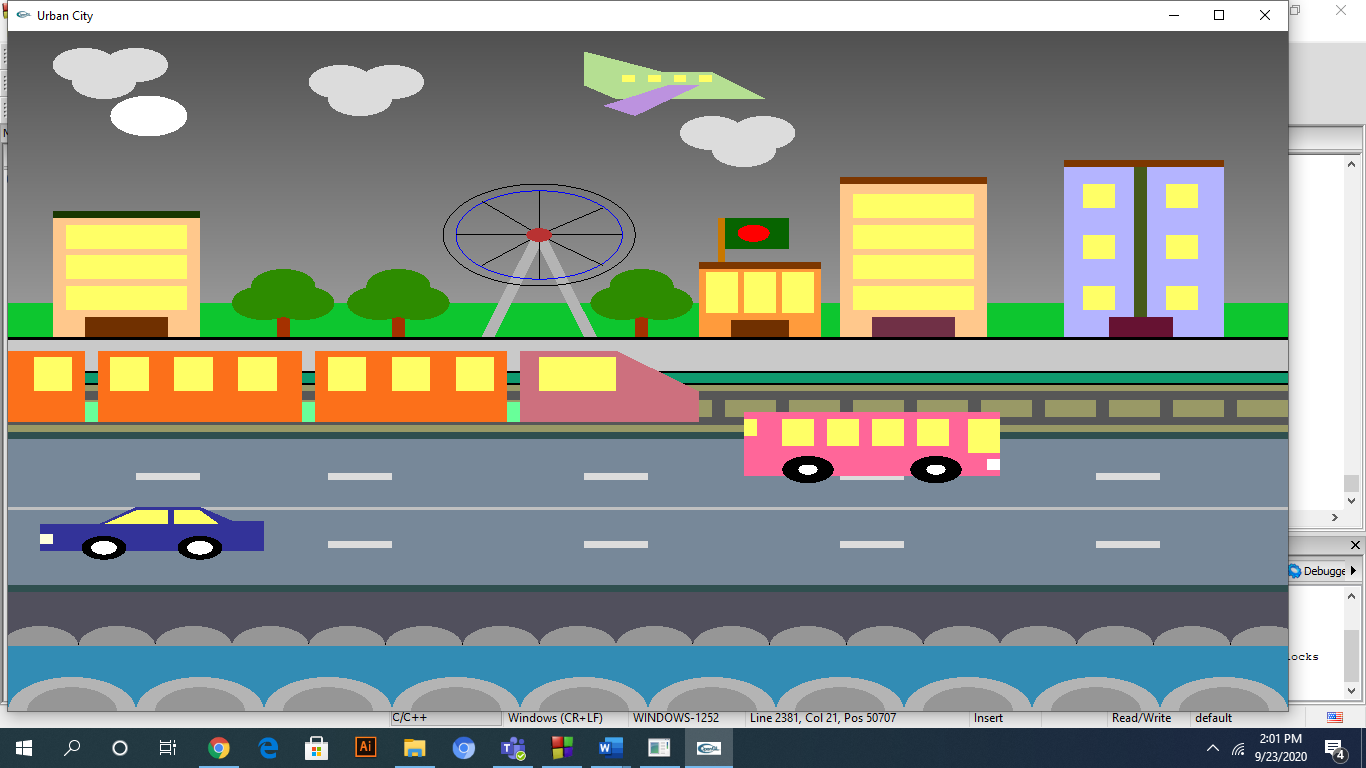 Urban City
Debugge
ocks
C/C++
Windows (CR+LF)
WINDOWS-1252
Line 2381, Col 21, Pos 50707
Insert
Read/Write
default
Ai
W
2:01 PM
9/23/2020
4